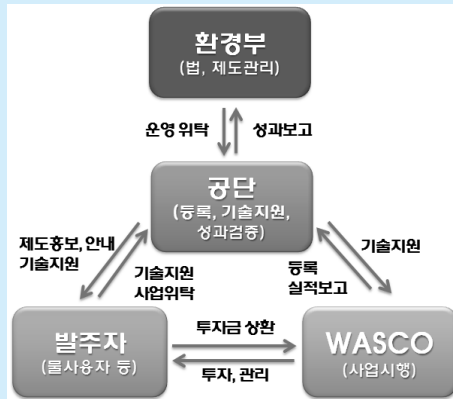 환경부
(법, 제도관리)
운영 위탁
성과보고
공단
(등록, 기술지원,
성과검증)
제도홍보, 안내
기술지원
기술지원
사업위탁
등록
실적보고
기술지원
발주자
(물사용자 등)
투자금 상환
투자, 관리
WASCO
(사업시행)